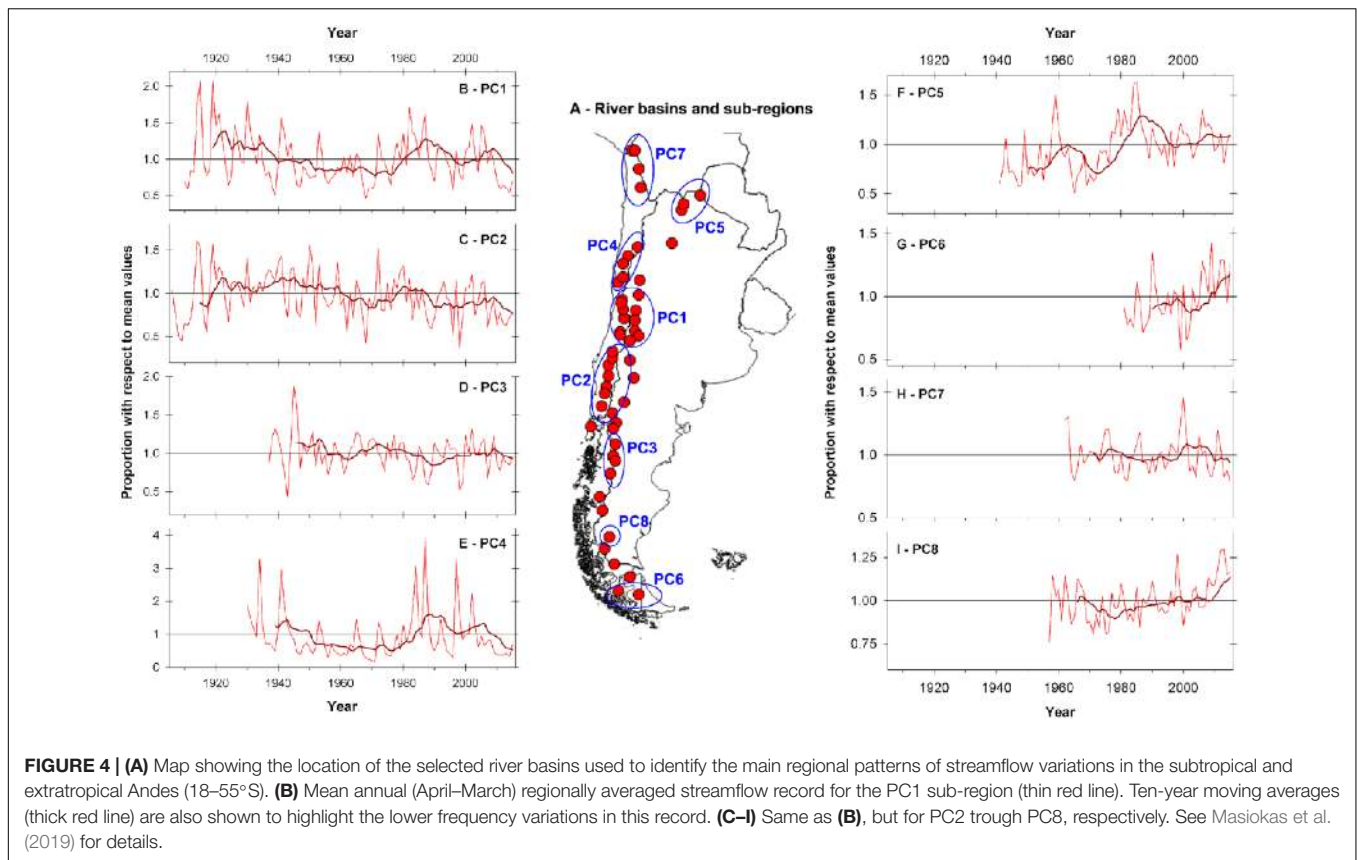 Year
1920 1940 1960 1980 2000
B - PC1
2.0
1.5
1.0
0.5
C - PC2
1.5
1.0
0.5
D - PC3
2.0
1.5
1.0
0.5
E - PC4
4
3
2
1
0
1920 1940 1960 1980 2000
Year
Proportion with respect to mean values
A - River basins and sub-regions
PC7
PC5
PC4
PC1
PC2
PC3
PC8
PC6
Year
1920 1940 1960 1980 2000
F - PC5
1.5
1.0
0.5
G - PC6
1.5
1.0
0.5
H - PC7
1.5
1.0
0.5
I - PC8
1.25
1.00
0.75
1920 1940 1960 1980 2000
Year
Proportion with respect to mean values
FIGURE 4 | (A) Map showing the location of the selected river basins used to identify the main regional patterns of streamflow variations in the subtropical and
extratropical Andes (18–55°S). (B) Mean annual (April–March) regionally averaged streamflow record for the PC1 sub-region (thin red line). Ten-year moving averages
(thick red line) are also shown to highlight the lower frequency variations in this record. (C–I) Same as (B), but for PC2 trough PC8, respectively. See Masiokas et al.
(2019) for details.